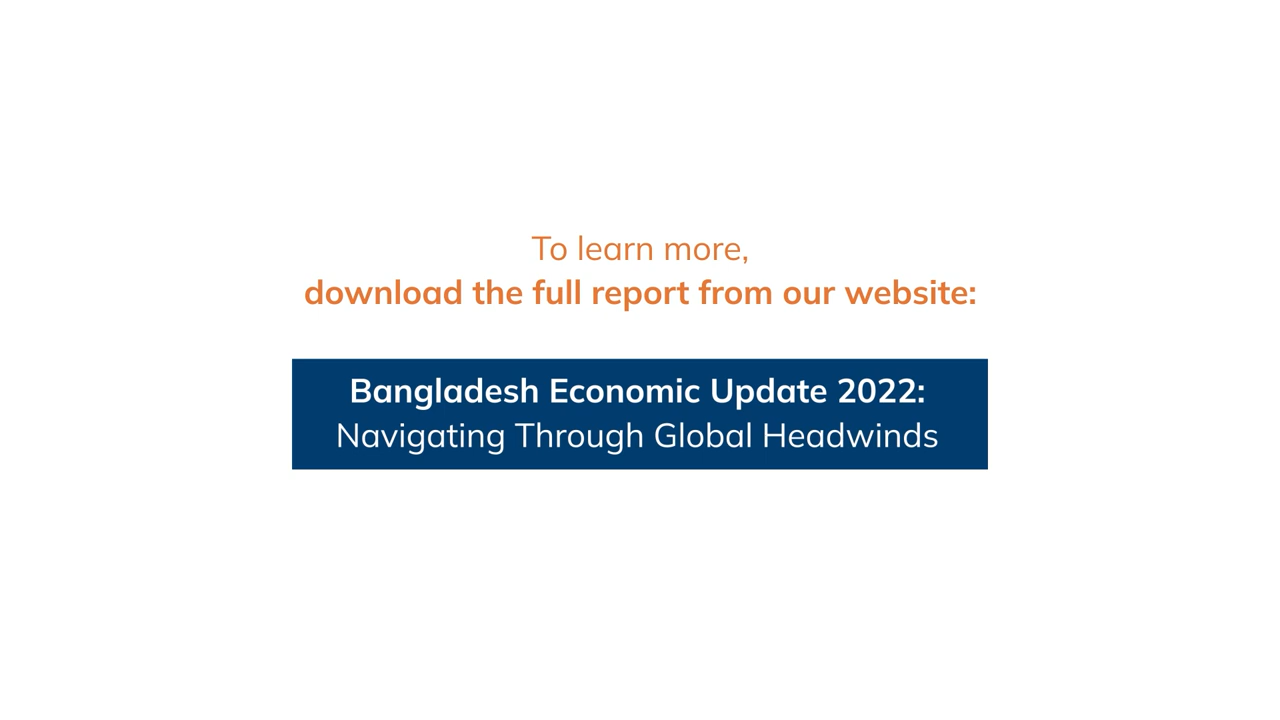 To learn more,
download the full report from our website:
Bangladesh Economic Update 2022:
Navigating Through Global Headwinds